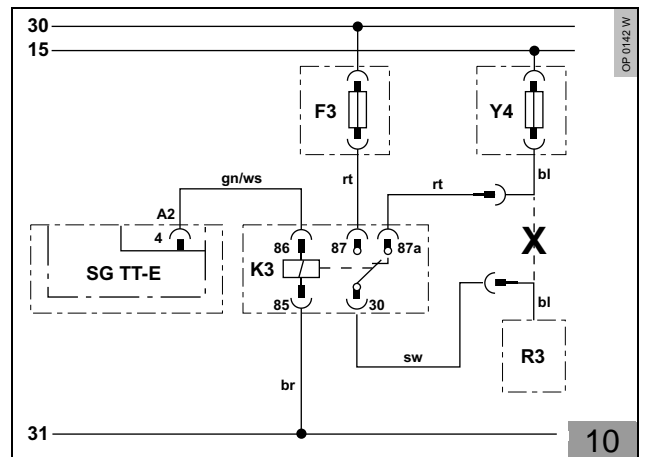 30
15
OP 0142 W
F3
Y4
rt
rt
bl
gn/ws
A2
4
86
87
87a
X
SG TT-E
K3
85
30
bl
R3
sw
br
31
10